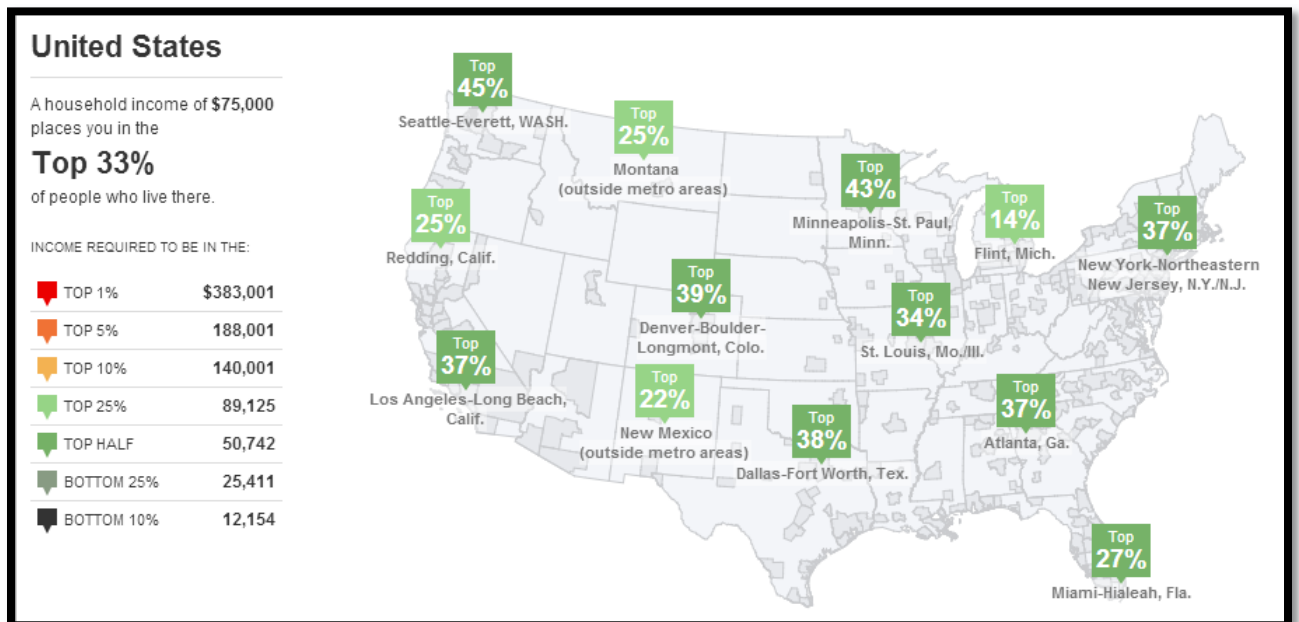 United States
A household income of $75,000
places you in the
Top 33%
of people who live there.
INCOME REQUIRED TO BE IN THE:
TOP 1% $383,001
TOP 5% 188,001
TOP 10% 140,001
TOP 25% 89,125
TOP HALF 50,742
BOTTOM 25% 25,411
BOTTOM 10% 12,154
Top
45%
Seattle-Everett, WASH.
Top
25%
Montana
(outside metro areas)
Top
43%
Minneapolis-St. Paul,
Minn.
Top
14%
Flint, Mich.
Top
37%
New York-Northeastern
New Jersey, N.Y./N.J.
Top
25%
Redding, Calif.
Top
39%
Denver-Boulder-
Longmont, Colo.
Top
34%
St. Louis, Mo./Ill.
Top
37%
Los Angeles-Long Beach,
Calif.
Top
22%
New Mexico
(outside metro areas)
Top
38%
Dallas-Fort Worth, Tex.
Top
37%
Atlanta, Ga.
Top
27%
Miami-Hialeah, Fla.